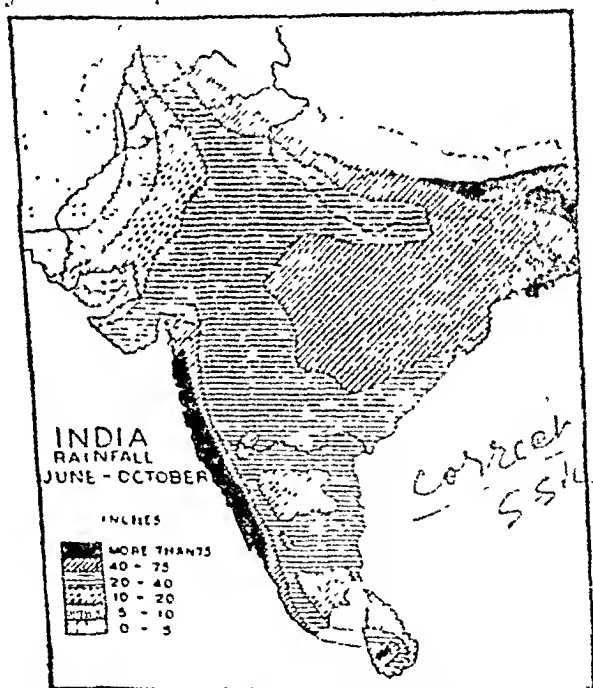 INDIA
RAINFALL
JUNE - OCTOBER
INCHES
MORE THAN 75
40 - 75
20 - 40
10 - 20
5 - 10
0 - 5
correct